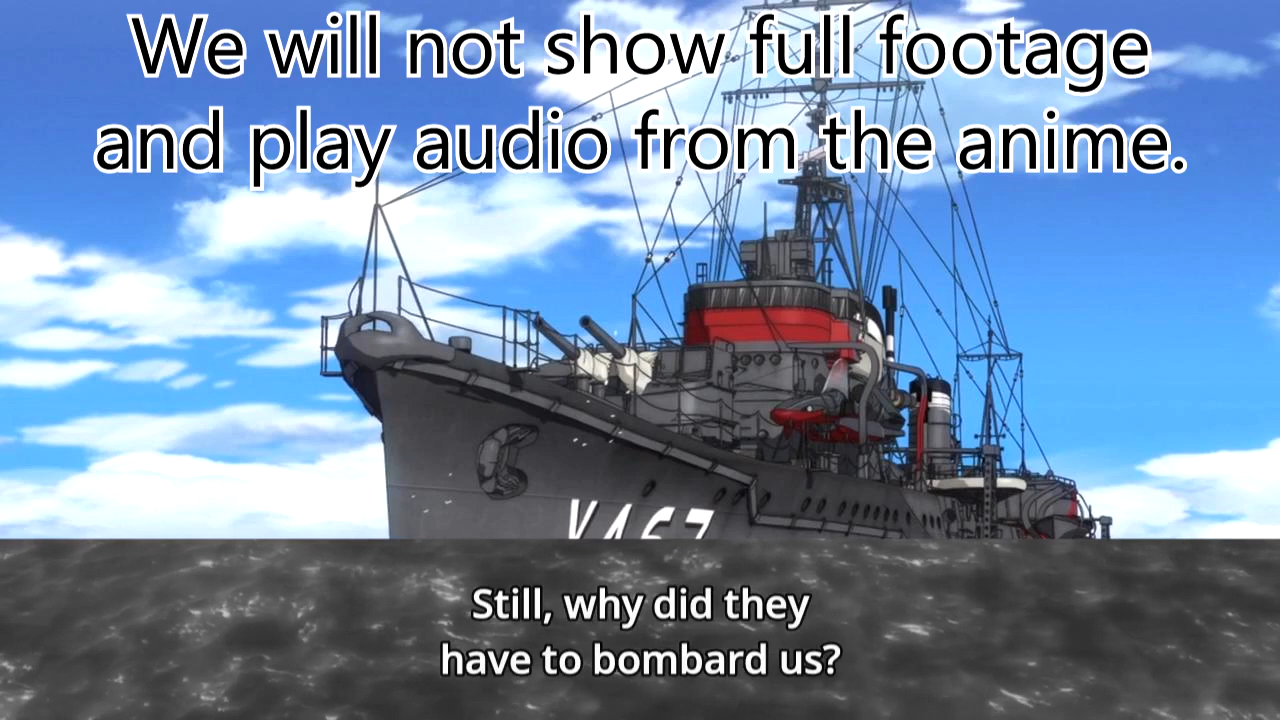 We will not show full footage
and play audio from the anime.
Y467
Still, why did they
have to bombard us?